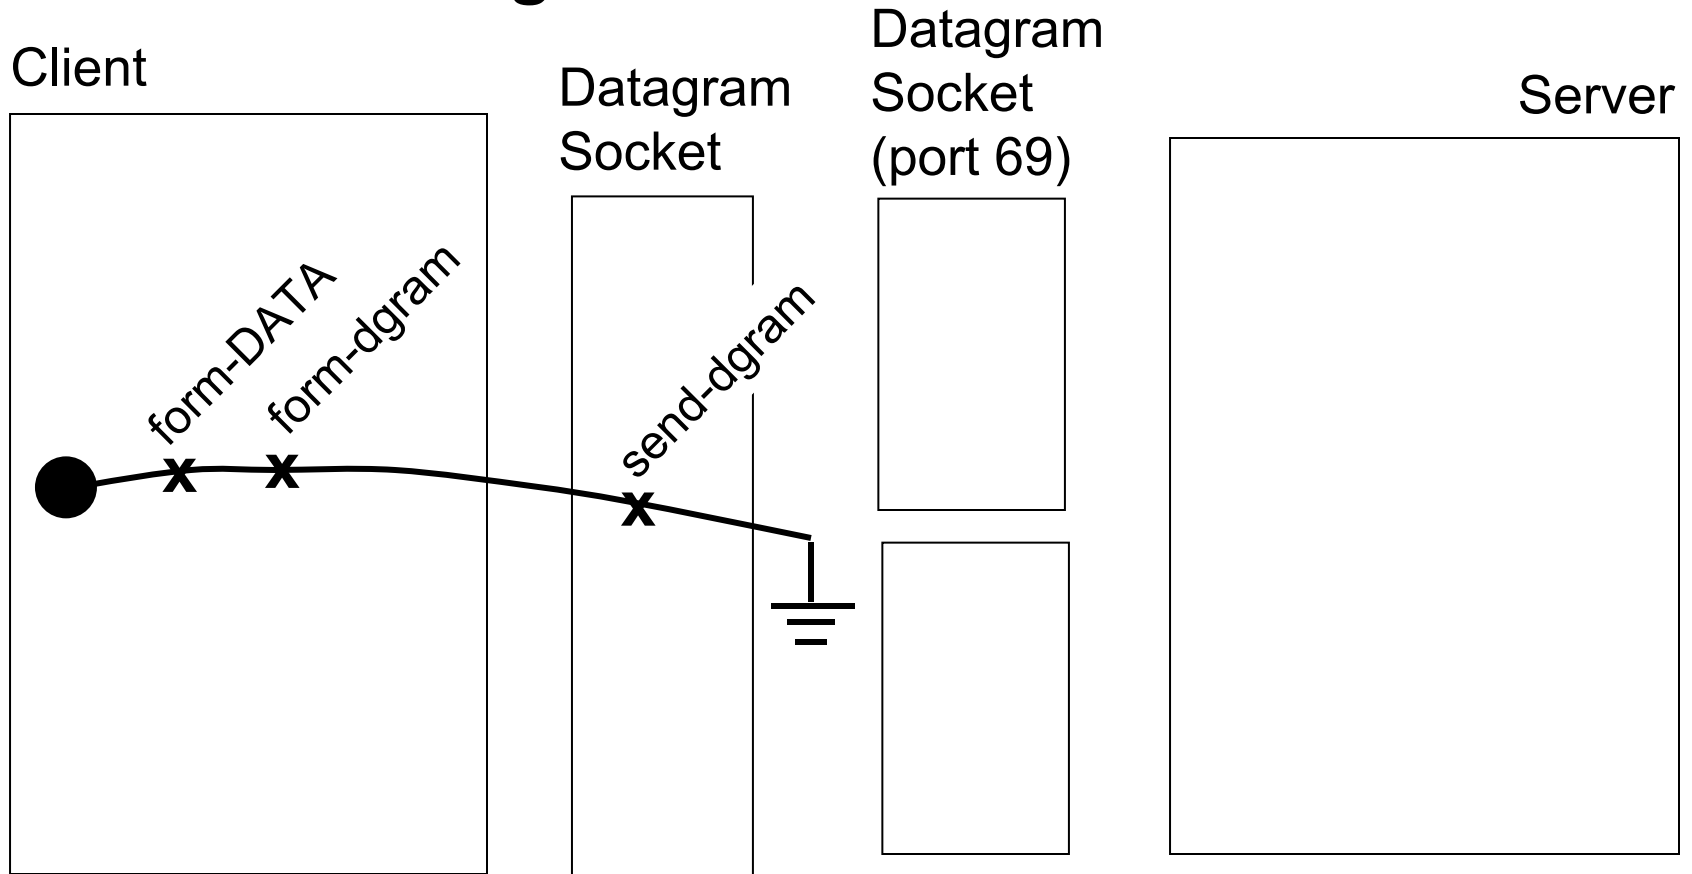 Client
Datagram
Socket
Datagram
Socket
(port 69)
Server
form-DATA
form-dgram
send-dgram
x
x
x